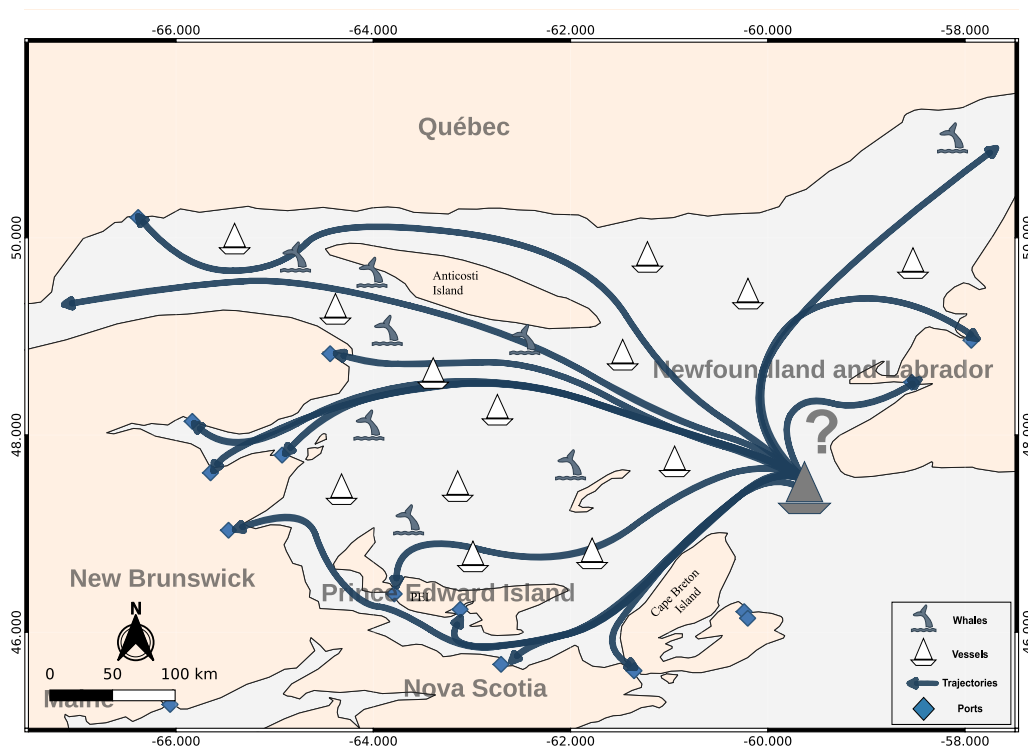 -66.000 -64.000 -62.000 -60.000 -58.000
Québec
50.000
50.000
Anticosti
Island
Newfoundland and Labrador
?
48.000
48.000
New Brunswick
Prince Edward Island
PEI
Cape Breton
Island
46.000
46.000
N
0 50 100 km
Maine
Nova Scotia
Whales
Vessels
Trajectories
Ports
-66.000 -64.000 -62.000 -60.000 -58.000